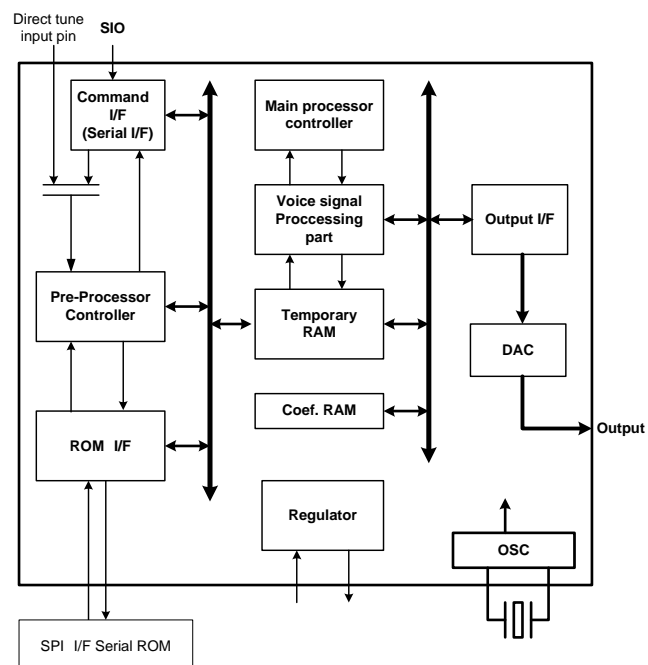 Direct tune
input pin
SIO
Command
I/F
(Serial I/F)
Main processor
controller
Voice signal
Proccessing
part
Output I/F
Pre-Processor
Controller
Temporary
RAM
DAC
Coef. RAM
Output
ROM I/F
Regulator
OSC
SPI I/F Serial ROM